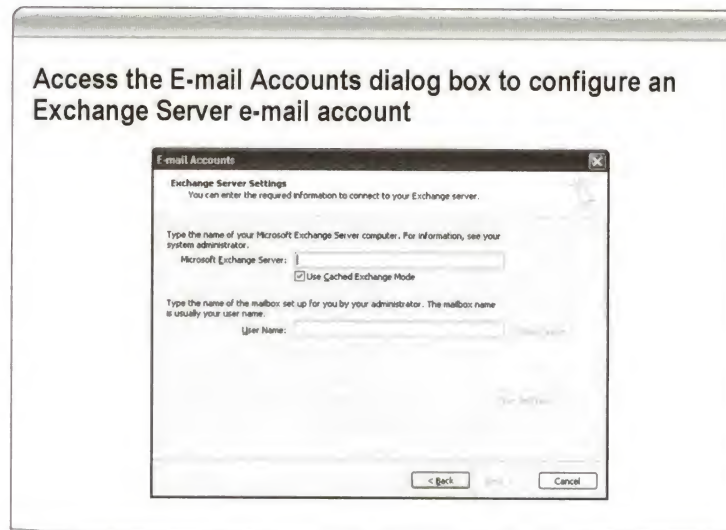 Access the E-mail Accounts dialog box to configure an
Exchange Server e-mail account
E-mail Accounts
Exchange Server Settings
You can enter the required information to connect to your Exchange server.
Type the name of your Microsoft Exchange Server computer. For information, see your
system administrator.
Microsoft Exchange Server:
Use Cached Exchange Mode
Type the name of the mailbox set up for you by your administrator. The mailbox name
is usually your user name.
User Name:
< Back
Cancel